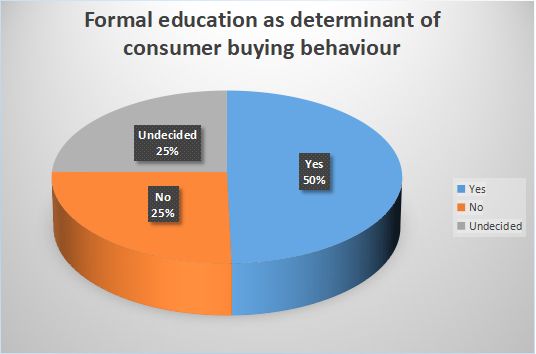 Formal education as determinant of
consumer buying behaviour
Undecided
25%
Yes
50%
No
25%
Yes
No
Undecided